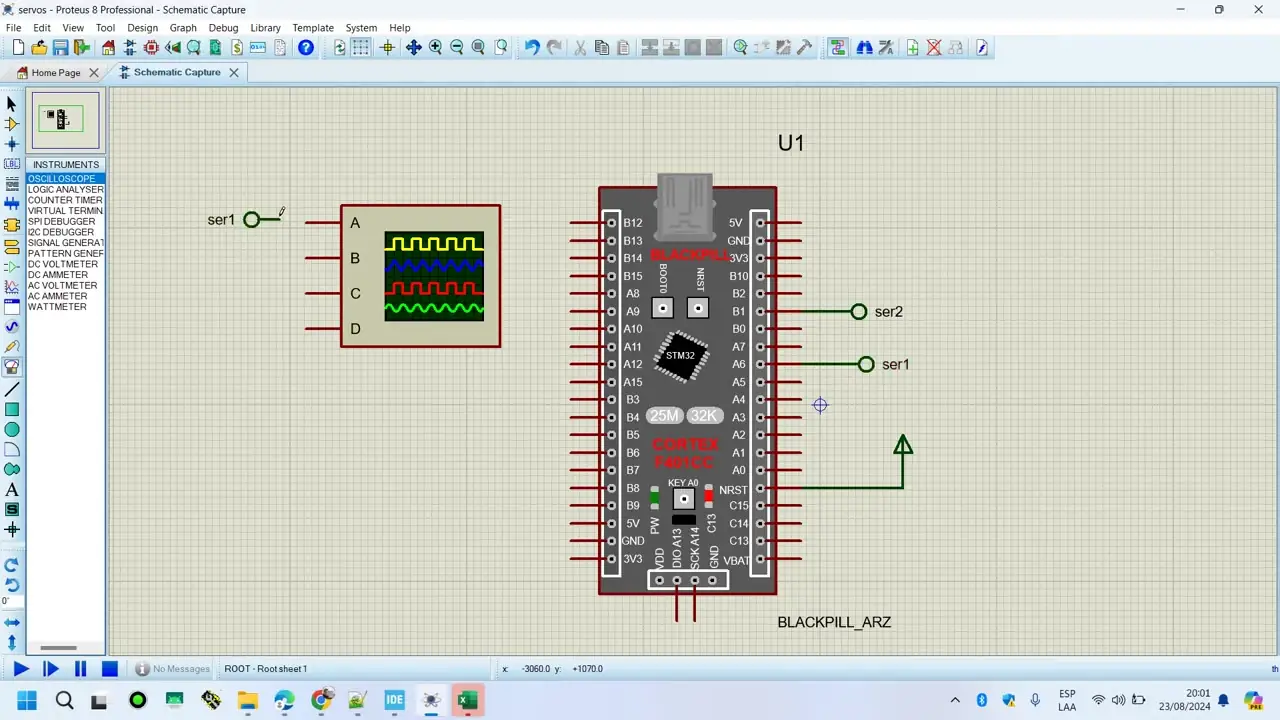 servos - Proteus 8 Professional - Schematic Capture
File Edit View Tool Design Graph Debug Library Template System Help
Home Page
Schematic Capture
INSTRUMENTS
OSCILLOSCOPE
LOGIC ANALYSER
COUNTER TIMER
VIRTUAL TERMIN
SPI DEBUGGER
I2C DEBUGGER
SIGNAL GENERAT
PATTERN GENEF
DC VOLTMETER
DC AMMETER
AC VOLTMETER
AC AMMETER
WATTMETER
LBL
A
S
0°
ser1
A
B
C
D
U1
BLACKPILL
BOOT0
NRST
STM32
25M 32K
CORTEX
F401CC
KEY A0
PW
C13
VDD
DIO A13
SCK A14
GND
B12
B13
B14
B15
A8
A9
A10
A11
A12
A15
B3
B4
B5
B6
B7
B8
B9
5V
GND
3V3
5V
GND
3V3
B10
B2
B1
B0
A7
A6
A5
A4
A3
A2
A1
A0
NRST
C15
C14
C13
VBAT
ser2
ser1
BLACKPILL_ARZ
No Messages
ROOT - Root sheet 1
x: -3060.0 y: +1070.0
th
IDE
ESP
LAA
20:01
23/08/2024